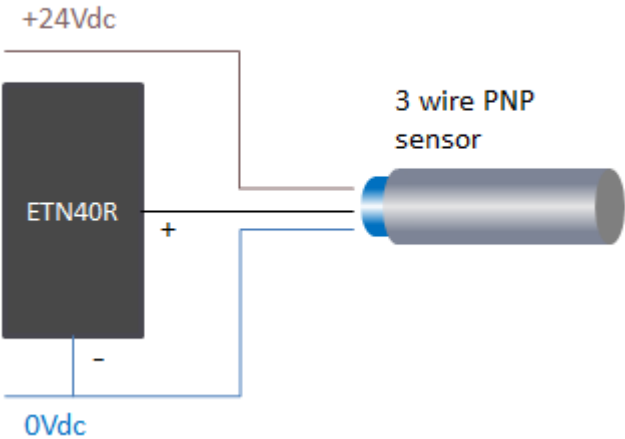 +24Vdc
3 wire PNP
sensor
ETN40R
+
-
0Vdc